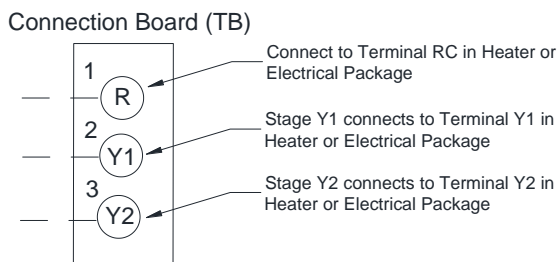 Connection Board (TB)
1
R
Connect to Terminal RC in Heater or
Electrical Package
2
Y1
Stage Y1 connects to Terminal Y1 in
Heater or Electrical Package
3
Y2
Stage Y2 connects to Terminal Y2 in
Heater or Electrical Package